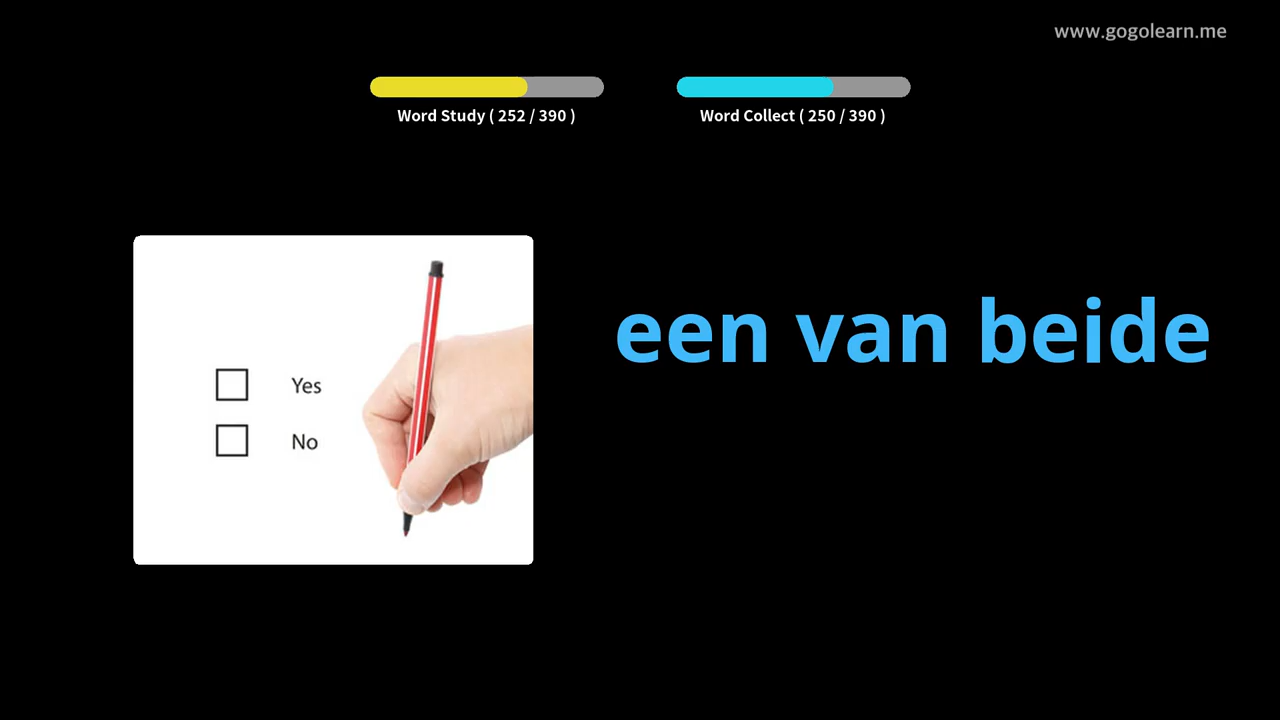 www.gogolearn.me
Word Study ( 252 / 390 )
Word Collect ( 250 / 390 )
een van beide
Yes
No